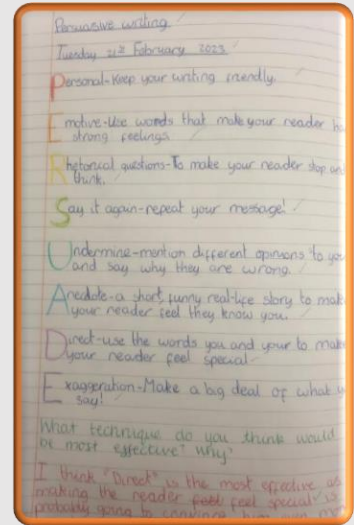 Persuasive writing
Tuesday 21st February 2023
Personal-Keep your writing friendly.
Emotive-Use words that make your reader ha
strong feelings
Rhetorical questions-To make your reader stop and
think.
Say it again-repeat your message!
Undermine-mention different opinions to yo
and say why they are wrong.
Anecdote-a short, funny real-life story to mak
your reader feel they know you.
Direct-use the words you and your to make
your reader feel special
Exaggeration-Make a big deal of what y
say!
What technique do you think would
be most effective? Why?
I think "Direct" is the most effective as
making the reader feel feel special is
probably going to convince